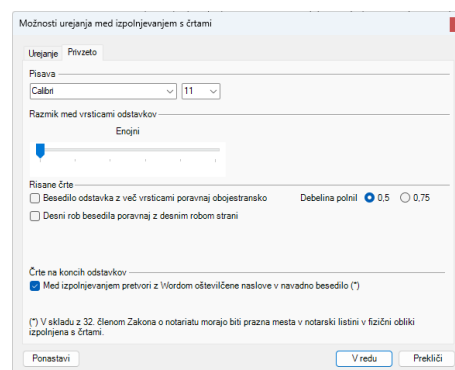 Možnosti urejanja med izpolnjevanjem s črtami
Urejanje Privzeto
Pisava
Calibri 11
Razmik med vrsticami odstavkov
Enojni
Risane črte
Besedilo odstavka z več vrsticami poravnaj obojestransko Debelina polnil 0,5 0,75
Desni rob besedila poravnaj z desnim robom strani
Črte na koncih odstavkov
Med izpolnjevanjem pretvori z Wordom oštevilčene naslove v navadno besedilo (*)
(*) V skladu z 32. členom Zakona o notariatu morajo biti prazna mesta v notarski listini v fizični obliki
izpolnjena s črtami.
Ponastavi V redu Prekliči